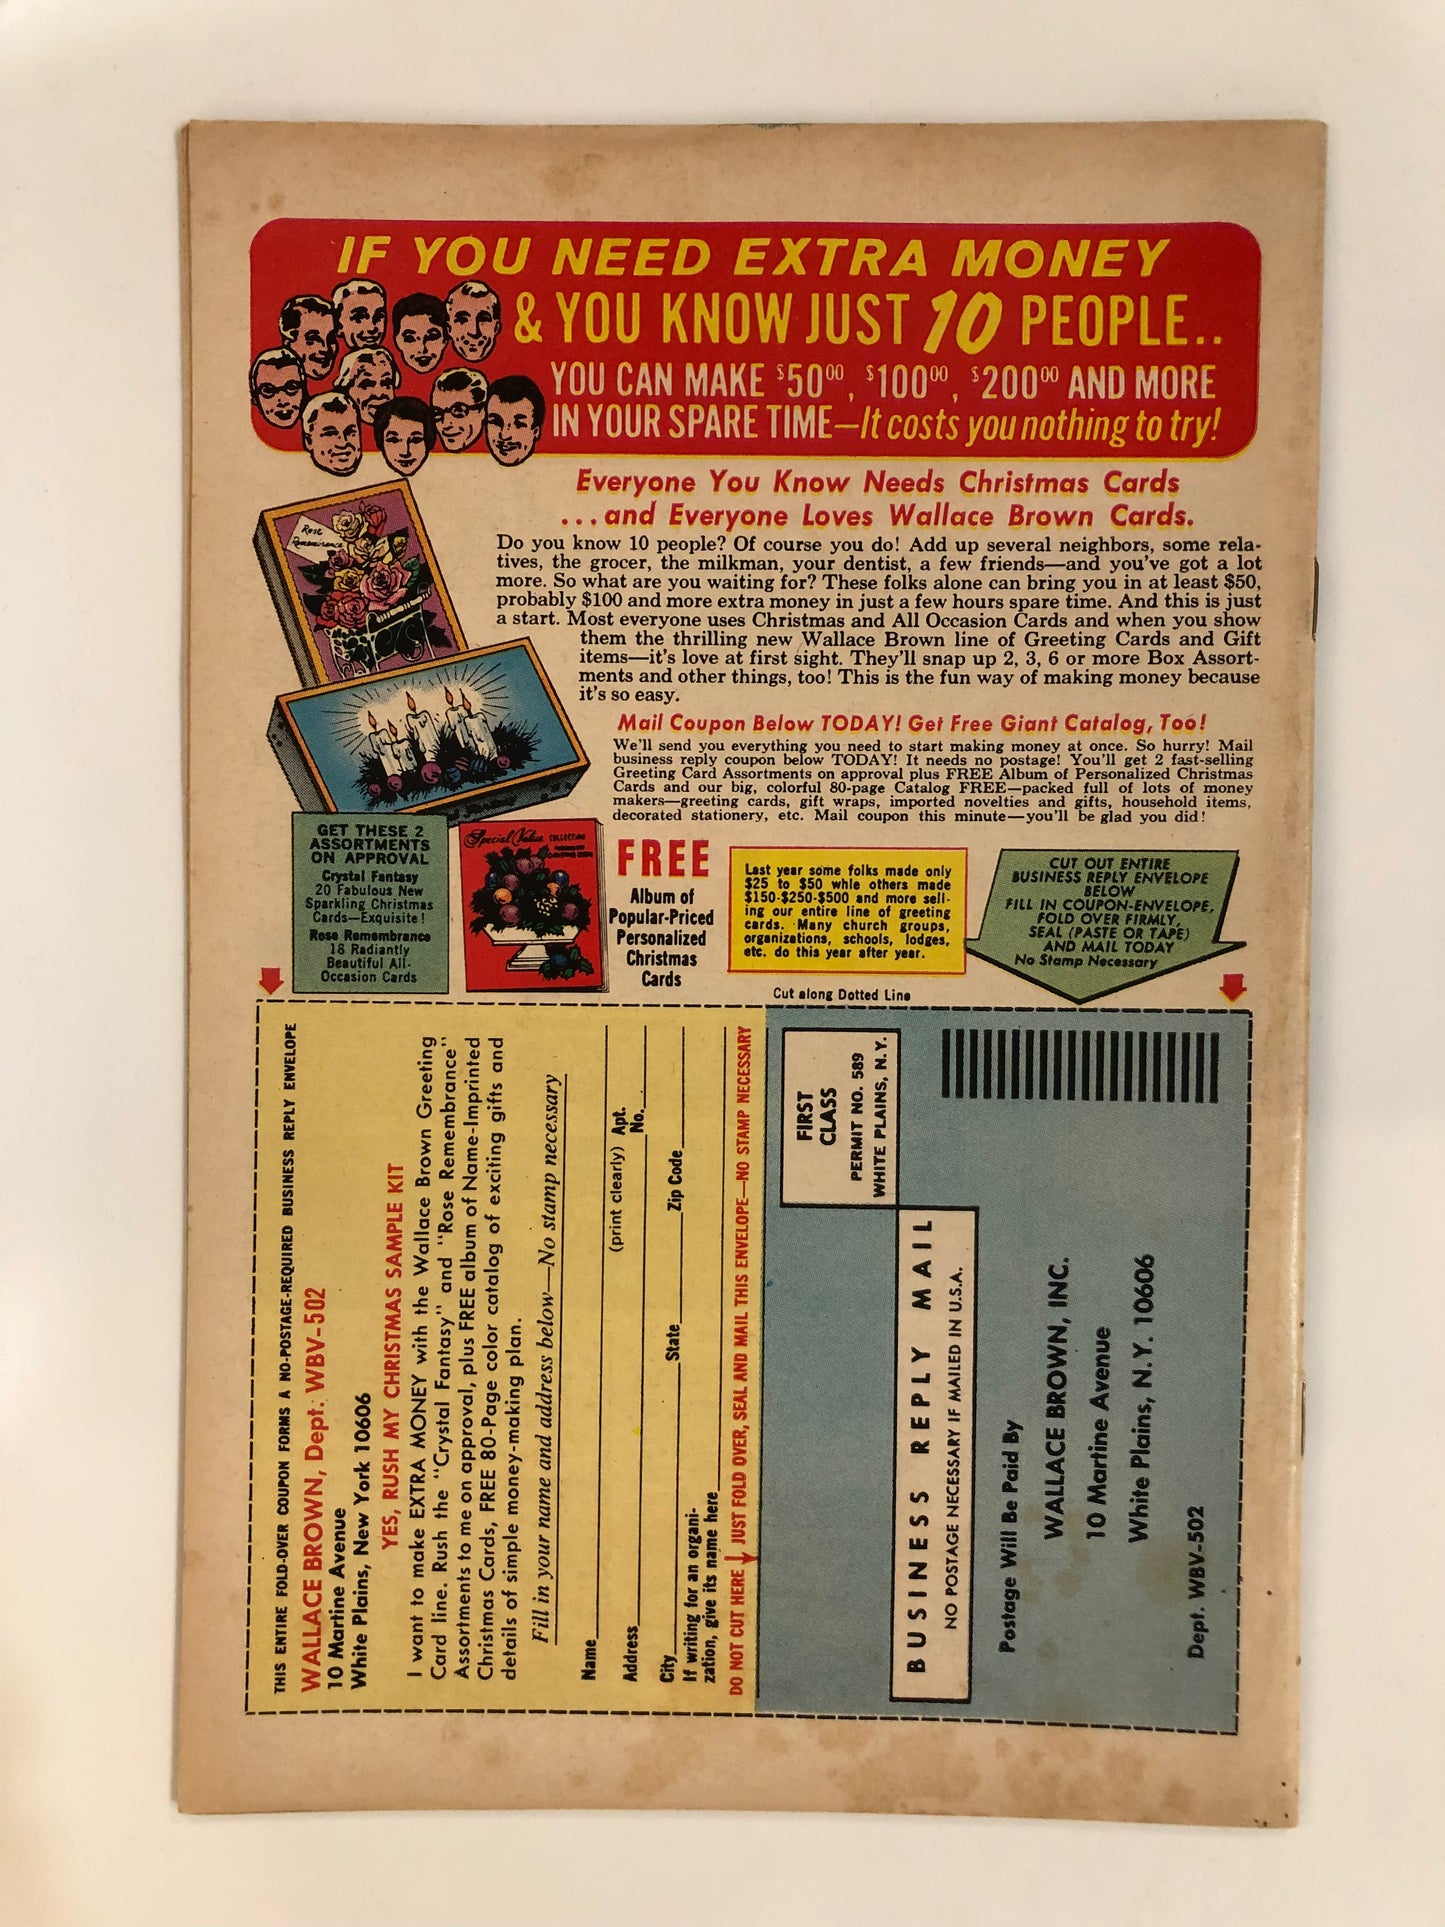 IF YOU NEED EXTRA MONEY
& YOU KNOW JUST 10 PEOPLE..
YOU CAN MAKE $50⁰⁰, $100⁰⁰, $200⁰⁰ AND MORE
IN YOUR SPARE TIME—It costs you nothing to try!
Everyone You Know Needs Christmas Cards
...and Everyone Loves Wallace Brown Cards.
Rose
Remembrance
Do you know 10 people? Of course you do! Add up several neighbors, some rela-
tives, the grocer, the milkman, your dentist, a few friends—and you've got a lot
more. So what are you waiting for? These folks alone can bring you in at least $50,
probably $100 and more extra money in just a few hours spare time. And this is just
a start. Most everyone uses Christmas and All Occasion Cards and when you show
them the thrilling new Wallace Brown line of Greeting Cards and Gift
items—it's love at first sight. They'll snap up 2, 3, 6 or more Box Assort-
ments and other things, too! This is the fun way of making money because
it's so easy.
Mail Coupon Below TODAY! Get Free Giant Catalog, Too!
We'll send you everything you need to start making money at once. So hurry! Mail
business reply coupon below TODAY! It needs no postage! You'll get 2 fast-selling
Greeting Card Assortments on approval plus FREE Album of Personalized Christmas
Cards and our big, colorful 80-page Catalog FREE—packed full of lots of money
makers—greeting cards, gift wraps, imported novelties and gifts, household items,
decorated stationery, etc. Mail coupon this minute—you'll be glad you did!
GET THESE 2
ASSORTMENTS
ON APPROVAL
Crystal Fantasy
20 Fabulous New
Sparkling Christmas
Cards—Exquisite!
Rose Remembrance
18 Radiantly
Beautiful All-
Occasion Cards
Special Value COLLECTION
FREE
Album of
Popular-Priced
Personalized
Christmas
Cards
Last year some folks made only
$25 to $50 whle others made
$150-$250-$500 and more sell-
ing our entire line of greeting
cards. Many church groups,
organizations, schools, lodges,
etc. do this year after year.
CUT OUT ENTIRE
BUSINESS REPLY ENVELOPE
BELOW
FILL IN COUPON-ENVELOPE,
FOLD OVER FIRMLY,
SEAL (PASTE OR TAPE)
AND MAIL TODAY
No Stamp Necessary
Cut along Dotted Line
THIS ENTIRE FOLD-OVER COUPON FORMS A NO-POSTAGE-REQUIRED BUSINESS REPLY ENVELOPE
WALLACE BROWN, Dept. WBV-502
10 Martine Avenue
White Plains, New York 10606
YES, RUSH MY CHRISTMAS SAMPLE KIT
I want to make EXTRA MONEY with the Wallace Brown Greeting
Card line. Rush the "Crystal Fantasy" and "Rose Remembrance"
Assortments to me on approval, plus FREE album of Name-Imprinted
Christmas Cards, FREE 80-Page color catalog of exciting gifts and
details of simple money-making plan.
Fill in your name and address below—No stamp necessary
Name
(print clearly)
Address Apt. No.
City State Zip Code
If writing for an organi-
zation, give its name here
DO NOT CUT HERE JUST FOLD OVER, SEAL AND MAIL THIS ENVELOPE—NO STAMP NECESSARY
FIRST
CLASS
PERMIT NO. 589
WHITE PLAINS, N.Y.
BUSINESS REPLY MAIL
NO POSTAGE NECESSARY IF MAILED IN U.S.A.
Postage Will Be Paid By
WALLACE BROWN, INC.
10 Martine Avenue
White Plains, N.Y. 10606
Dept. WBV-502